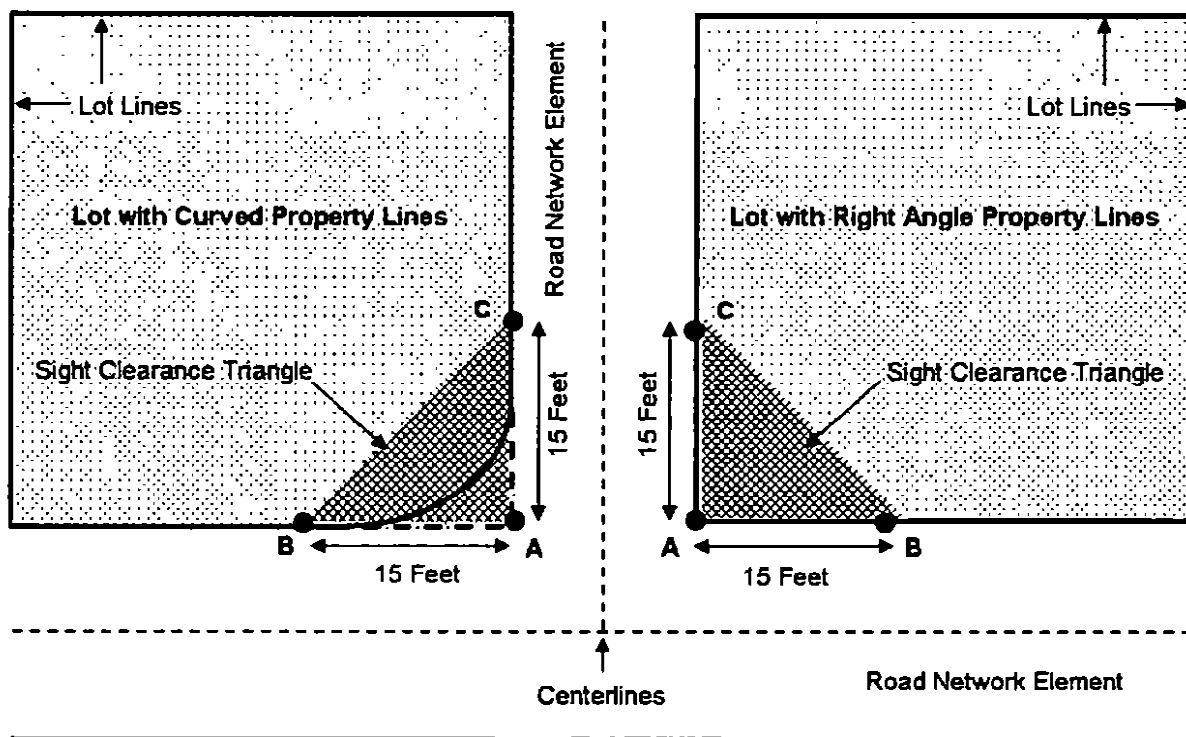 Lot Lines
Road Network Element
Lot Lines
Lot with Curved Property Lines
Lot with Right Angle Property Lines
C
C
Sight Clearance Triangle
15 Feet
15 Feet
Sight Clearance Triangle
B
A
A
B
15 Feet
15 Feet
Centerlines
Road Network Element